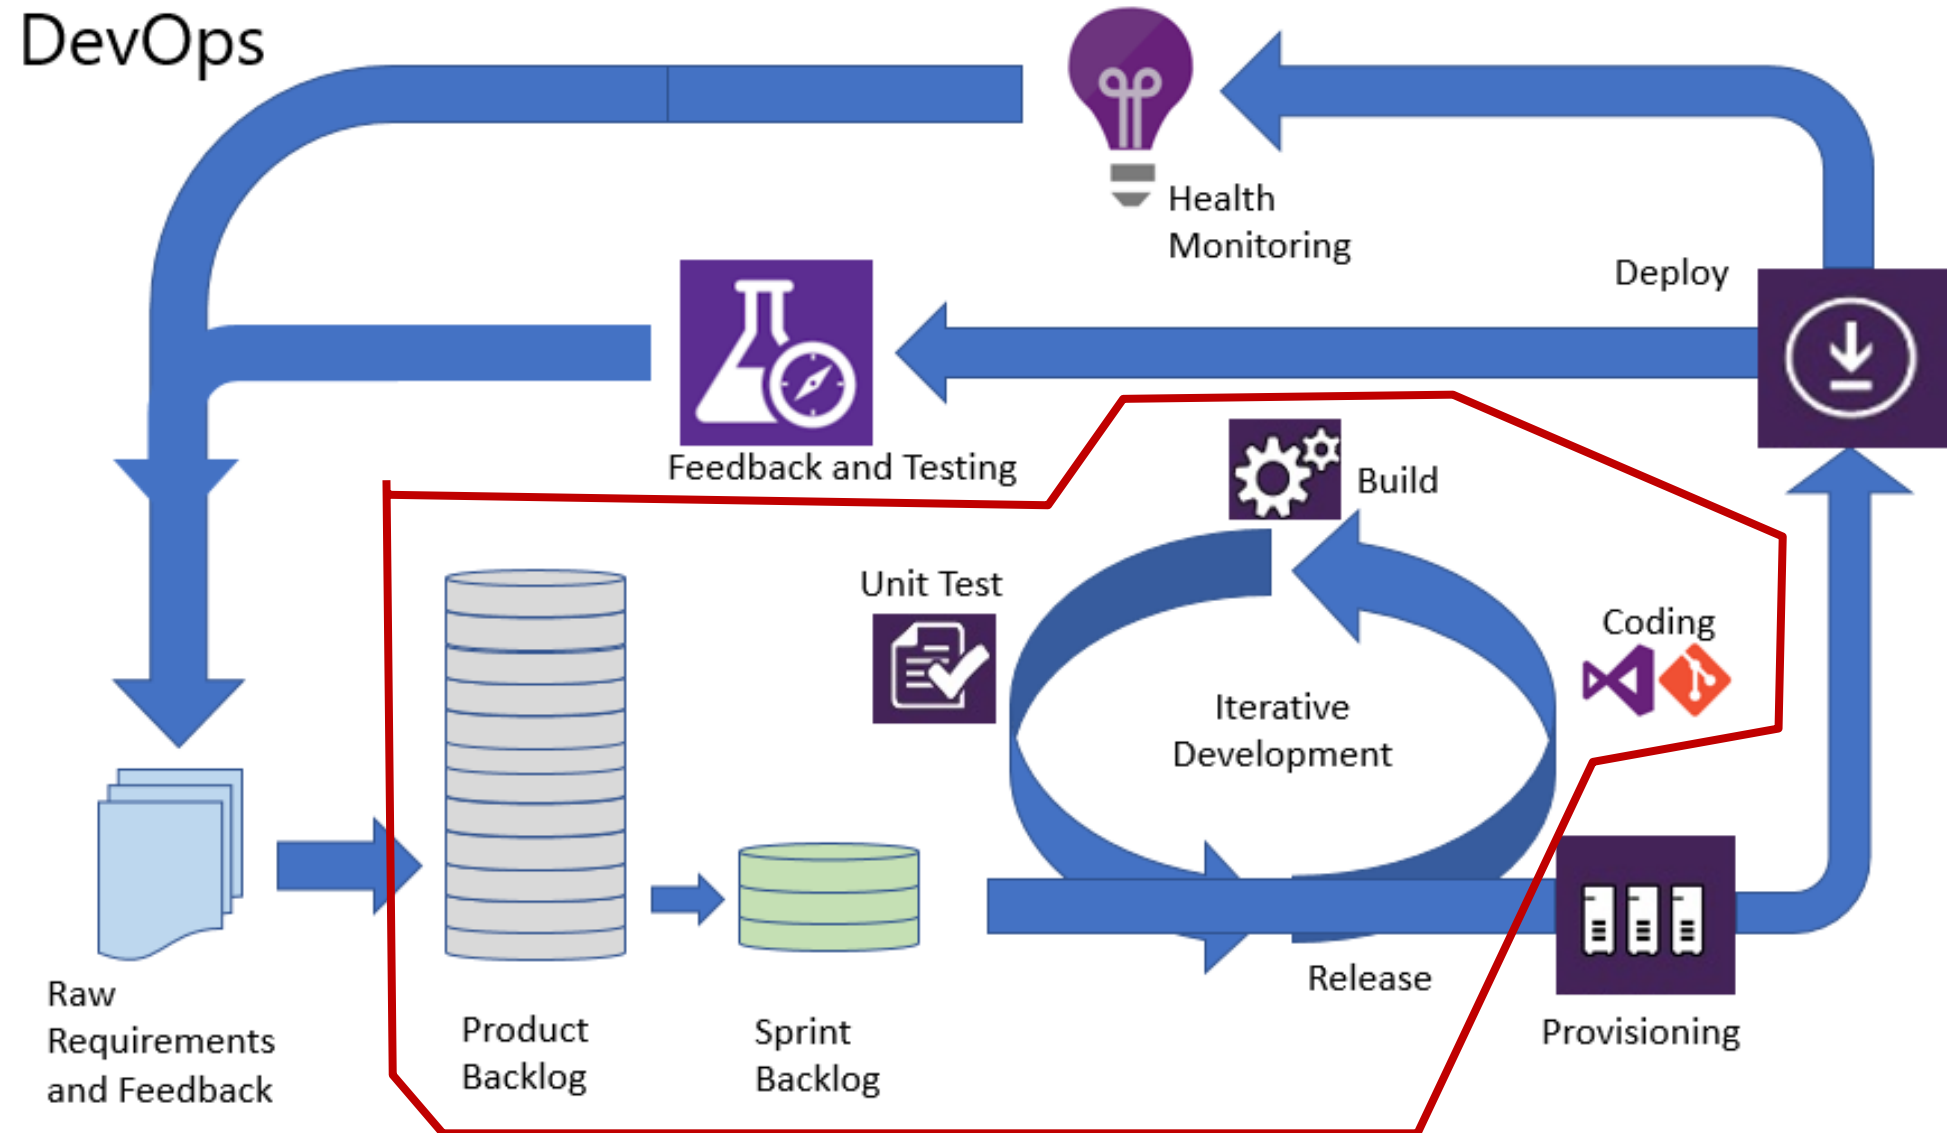 DevOps
Health
Monitoring
Deploy
Feedback and Testing
Build
Unit Test
Coding
Iterative
Development
Release
Provisioning
Raw
Requirements
and Feedback
Product
Backlog
Sprint
Backlog